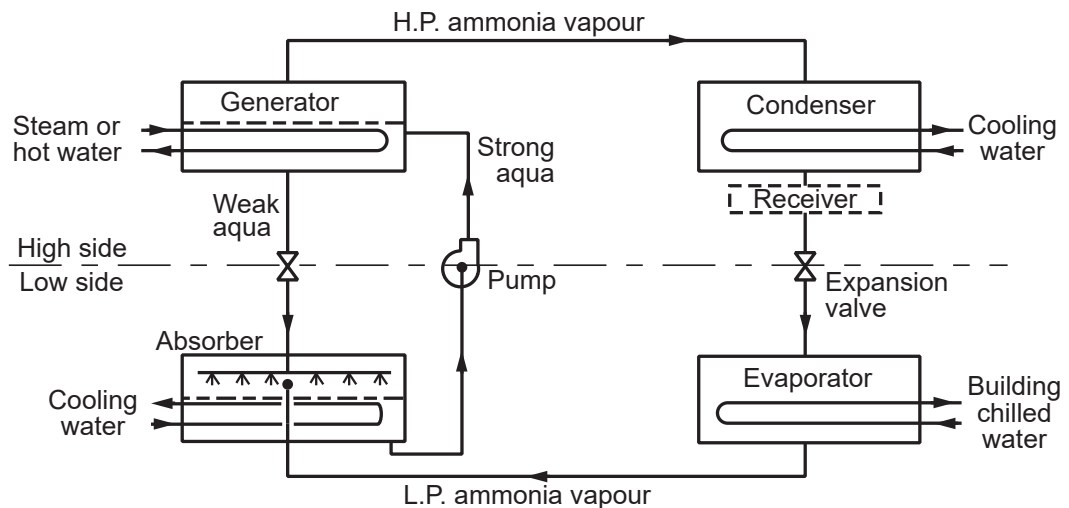 H.P. ammonia vapour
Generator
Condenser
Steam or
hot water
Strong
aqua
Cooling
water
Receiver
Weak
aqua
High side
Low side
Pump
Expansion
valve
Absorber
Evaporator
Cooling
water
Building
chilled
water
L.P. ammonia vapour